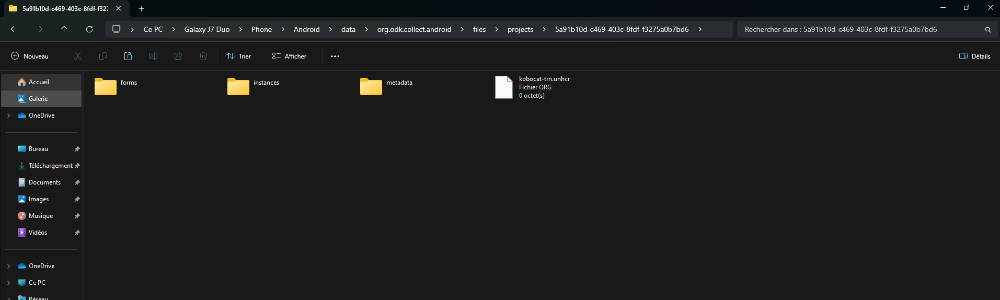 5a91b10d-c469-403c-8fdf-f327
Ce PC > Galaxy J7 Duo > Phone > Android > data > org.odk.collect.android > files > projects > 5a91b10d-c469-403c-8fdf-f3275a0b7bd6 >
Rechercher dans : 5a91b10d-c469-403c-8fdf-f3275a0b7bd6
Nouveau
Trier
Afficher
Détails
Accueil
Galerie
OneDrive
Bureau
Téléchargement
Documents
Images
Musique
Vidéos
OneDrive
Ce PC
Réseau
forms
instances
metadata
kobocat-trn.unhcr
Fichier ORG
0 octet(s)